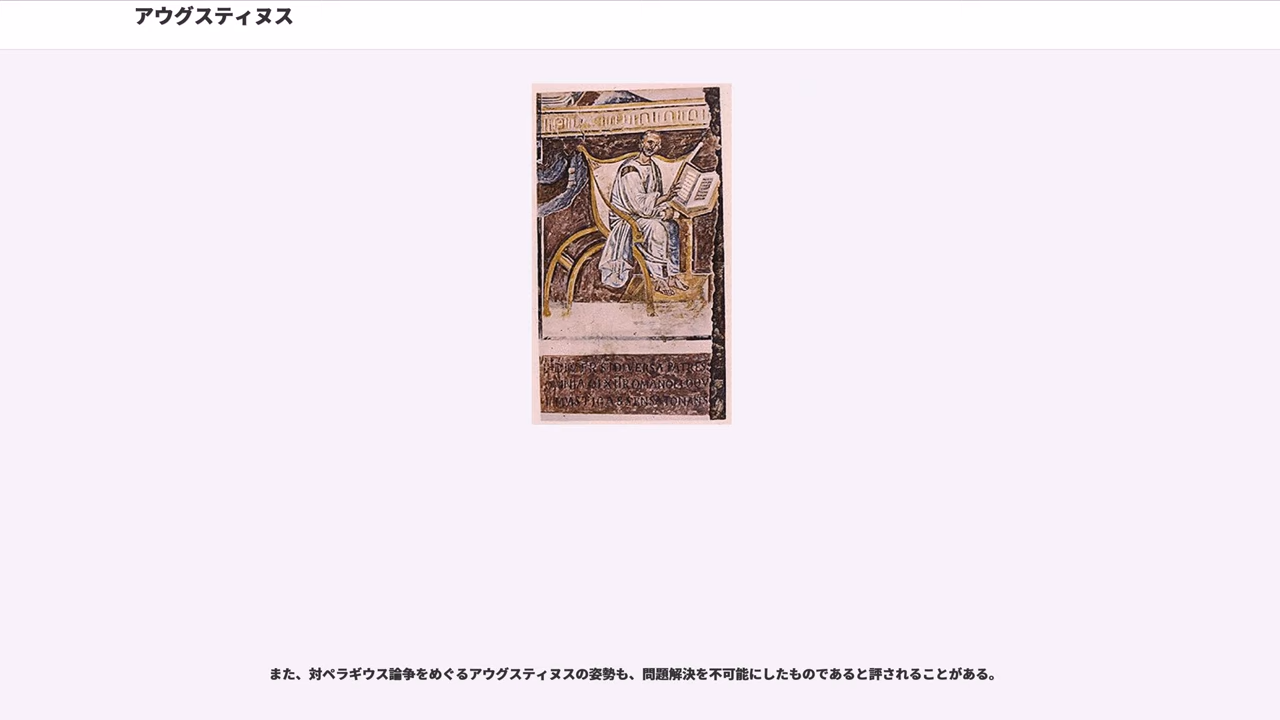 アウグスティヌス
また、対ペラギウス論争をめぐるアウグスティヌスの姿勢も、問題解決を不可能にしたものであると評されることがある。